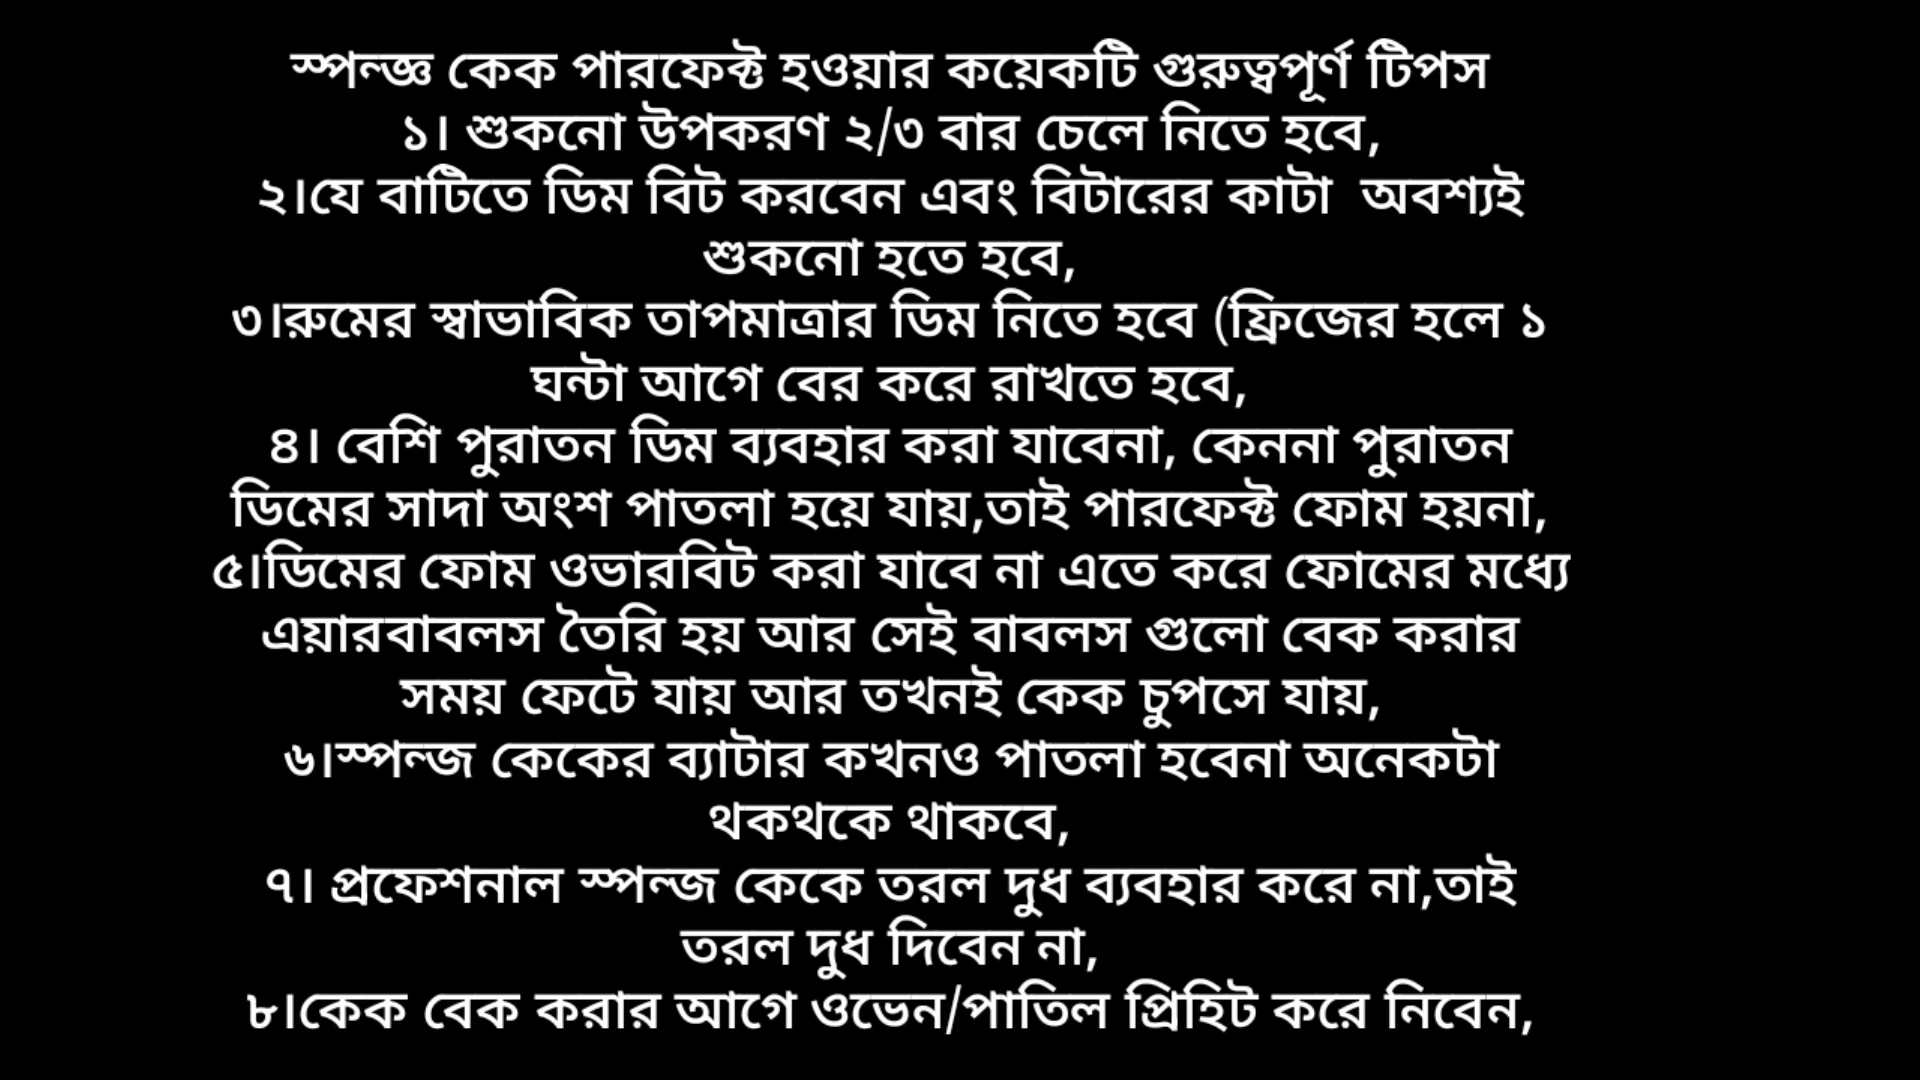 স্পন্জ্ঞ কেক পারফেক্ট হওয়ার কয়েকটি গুরুত্বপূর্ণ টিপস
১। শুকনো উপকরণ ২/৩ বার চেলে নিতে হবে,
২।যে বাটিতে ডিম বিট করবেন এবং বিটারের কাটা  অবশ্যই
শুকনো হতে হবে,
৩।রুমের স্বাভাবিক তাপমাত্রার ডিম নিতে হবে (ফ্রিজের হলে ১
ঘন্টা আগে বের করে রাখতে হবে,
৪। বেশি পুরাতন ডিম ব্যবহার করা যাবেনা, কেননা পুরাতন
ডিমের সাদা অংশ পাতলা হয়ে যায়,তাই পারফেক্ট ফোম হয়না,
৫।ডিমের ফোম ওভারবিট করা যাবে না এতে করে ফোমের মধ্যে
এয়ারবাবলস তৈরি হয় আর সেই বাবলস গুলো বেক করার
সময় ফেটে যায় আর তখনই কেক চুপসে যায়,
৬।স্পন্জ কেকের ব্যাটার কখনও পাতলা হবেনা অনেকটা
থকথকে থাকবে,
৭। প্রফেশনাল স্পন্জ কেকে তরল দুধ ব্যবহার করে না,তাই
তরল দুধ দিবেন না,
৮।কেক বেক করার আগে ওভেন/পাতিল প্রিহিট করে নিবেন,